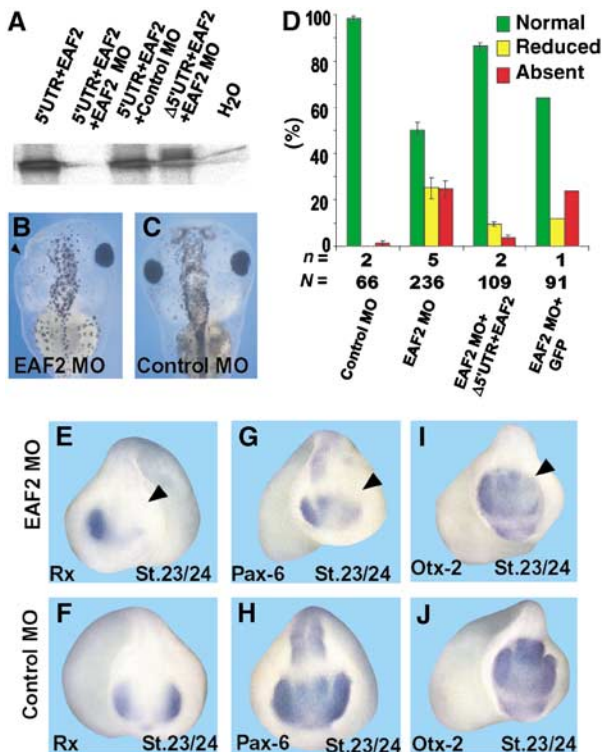 A
5'UTR+EAF2
5'UTR+EAF2
+EAF2 MO
5'UTR+EAF2
+Control MO
Δ5'UTR+EAF2
+EAF2 MO
H2O
B
EAF2 MO
C
Control MO
D
100
80
60
40
20
0
(%)
Normal
Reduced
Absent
n = 2 5 2 1
N = 66 236 109 91
Control MO
EAF2 MO
EAF2 MO+
Δ5'UTR+EAF2
EAF2 MO+
GFP
EAF2 MO
E
Rx St.23/24
G
Pax-6 St.23/24
I
Otx-2 St.23/24
Control MO
F
Rx St.23/24
H
Pax-6 St.23/24
J
Otx-2 St.23/24